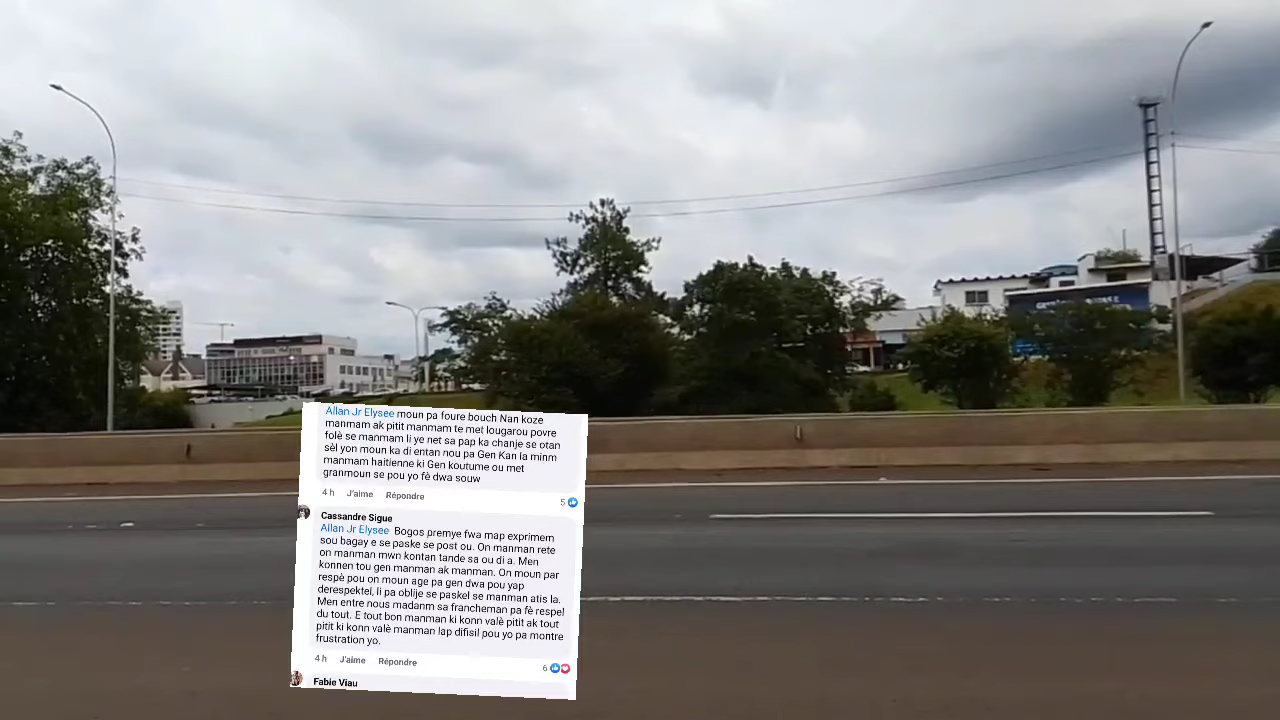 Allan Jr Elysee moun pa foure bouch Nan koze
manmam ak pitit manmam te met lougarou povre
folè se manmam li ye net sa pap ka chanje se otan
sèl yon moun ka di entan nou pa Gen Kan la minm
manmam haitienne ki Gen koutume ou met
granmoun se pou yo fè dwa souw
4 h J'aime Répondre 5
Cassandre Sigue
Allan Jr Elysee Bogos premye fwa map exprimem
sou bagay e se paske se post ou. On manman rete
on manman mwn kontan tande sa ou di a. Men
konnen tou gen manman ak manman. On moun par
respè pou on moun age pa gen dwa pou yap
derespektel, li pa oblije se paskel se manman atis la.
Men entre nous madanm sa francheman pa fè respel
du tout. E tout bon manman ki konn valè pitit ak tout
pitit ki konn valè manman lap difisil pou yo pa montre
frustration yo.
4 h J'aime Répondre 6
Fabie Viau